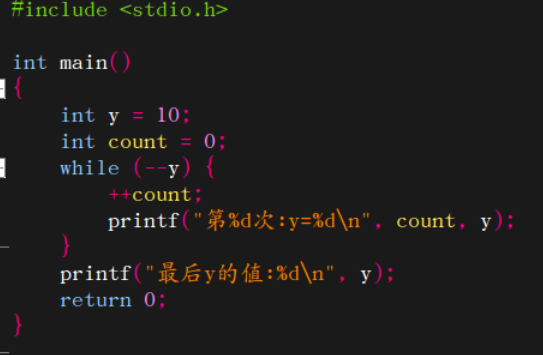 #include <stdio.h>
int main()
{
int y = 10;
int count = 0;
while (--y) {
++count;
printf("第%d次:y=%d\n", count, y);
}
printf("最后y的值:%d\n", y);
return 0;
}